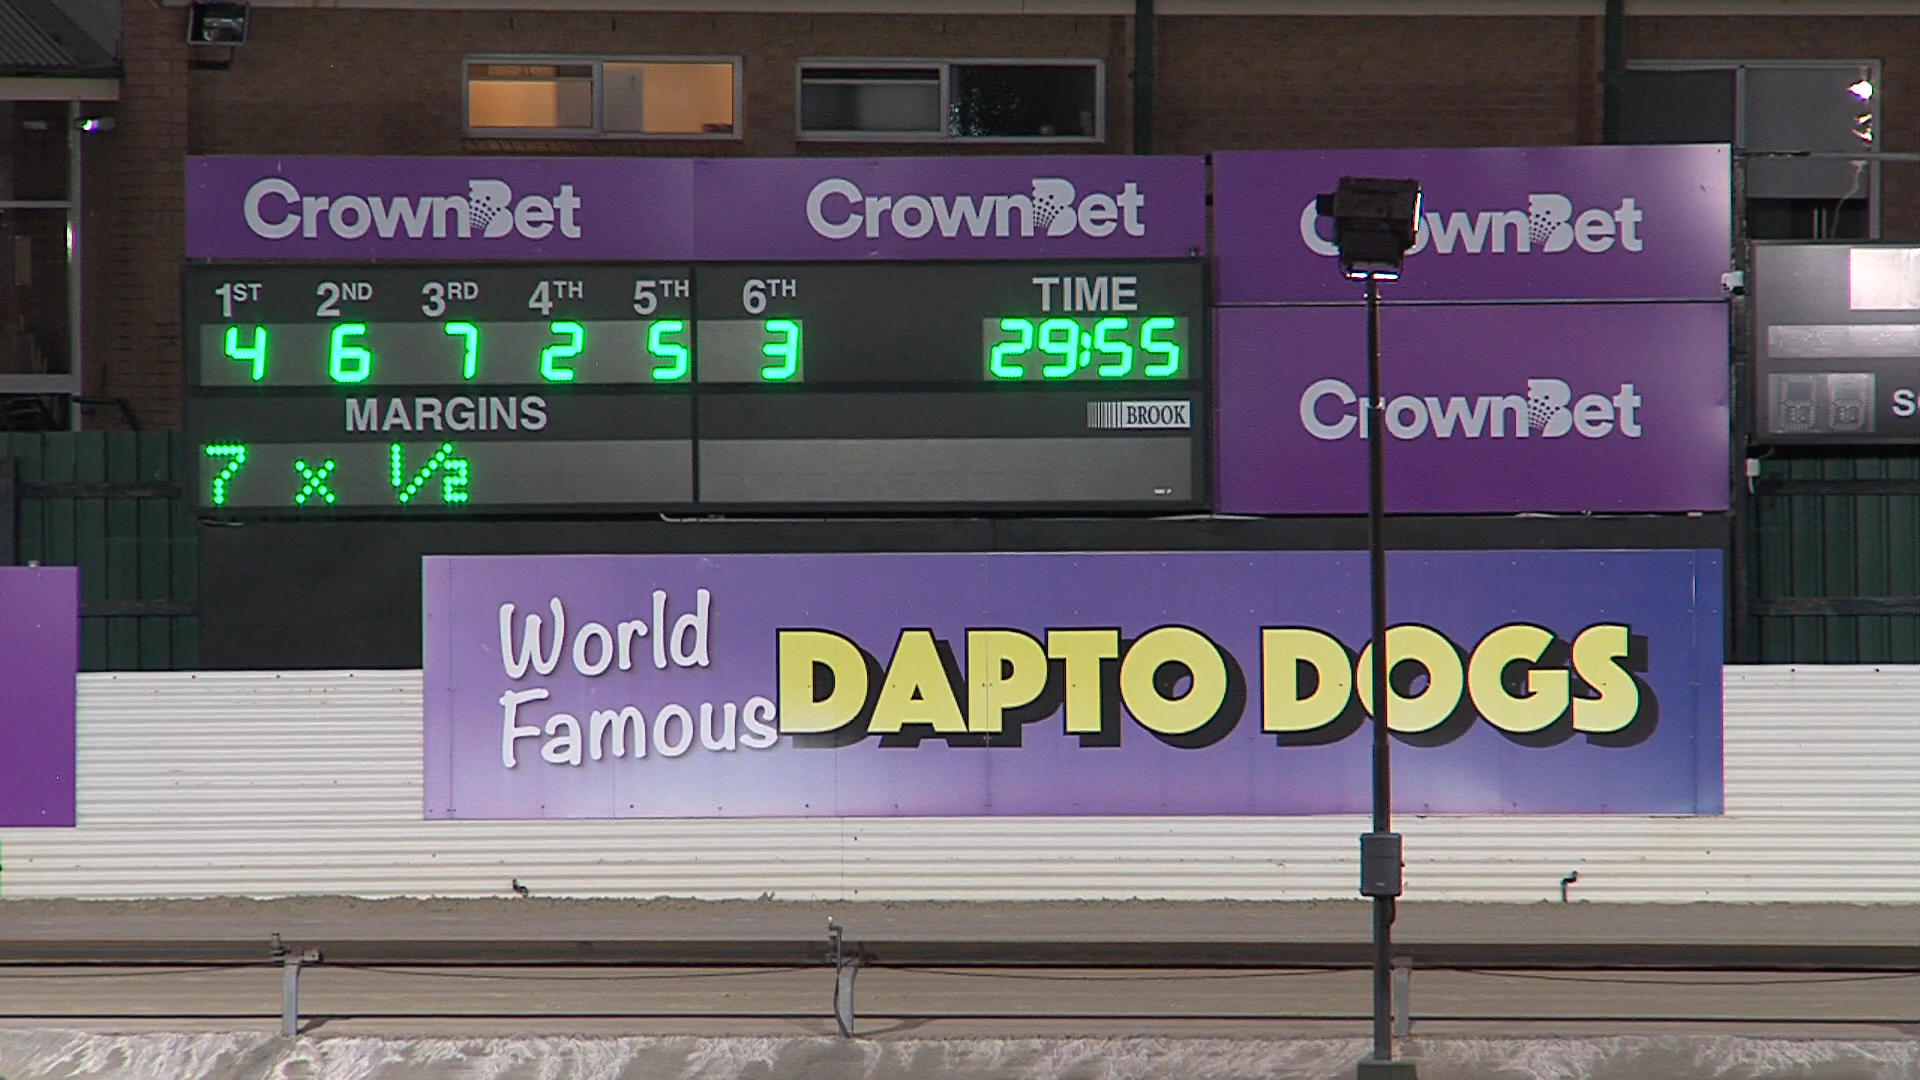 CrownBet CrownBet CrownBet
1ST 2ND 3RD 4TH 5TH 6TH TIME
4 6 7 2 5 3 29:55
MARGINS BROOK
CrownBet
7 x 1/2
World
Famous
DAPTO DOGS